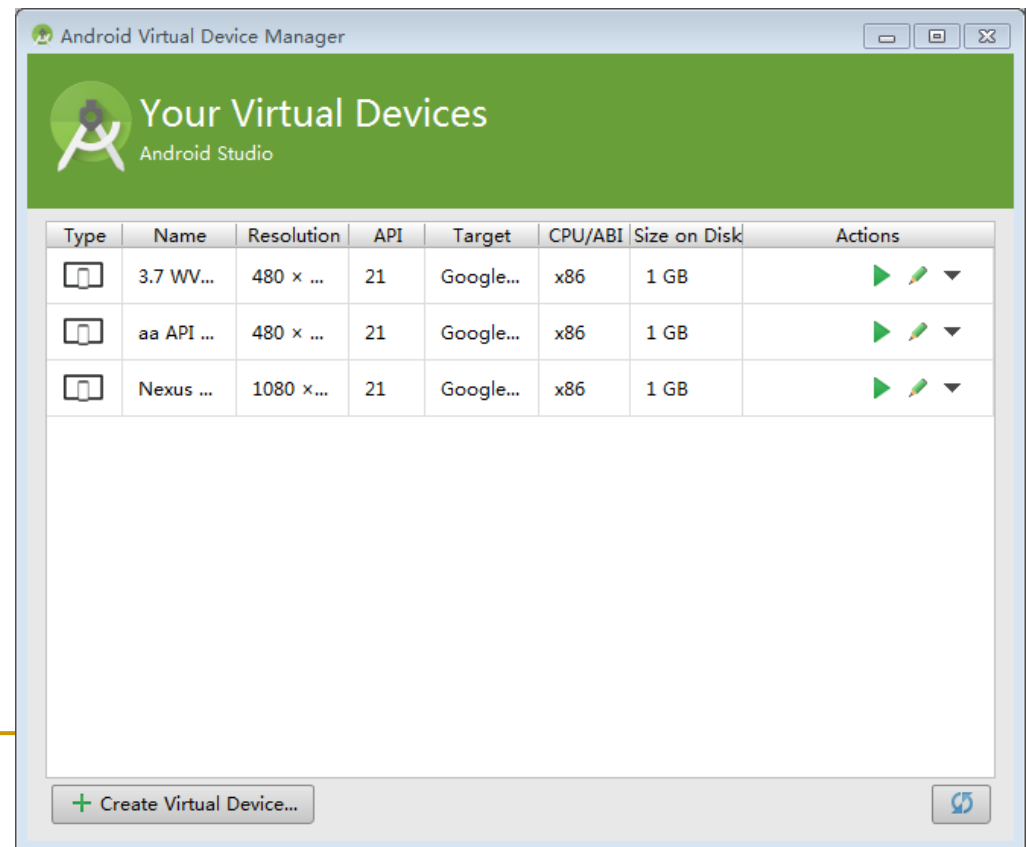 Android Virtual Device Manager
Your Virtual Devices
Android Studio
Type Name Resolution API Target CPU/ABI Size on Disk Actions
3.7 WV... 480 × ... 21 Google... x86 1 GB
aa API ... 480 × ... 21 Google... x86 1 GB
Nexus ... 1080 ×... 21 Google... x86 1 GB
Create Virtual Device...